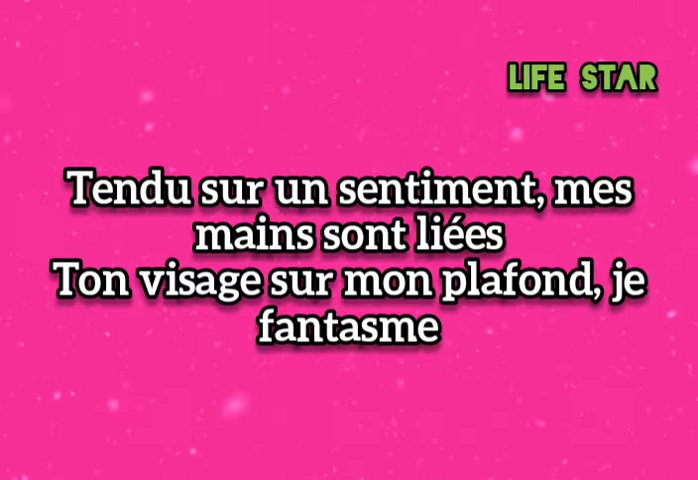 LIFE STAR
Tendu sur un sentiment, mes
mains sont liées
Ton visage sur mon plafond, je
fantasme